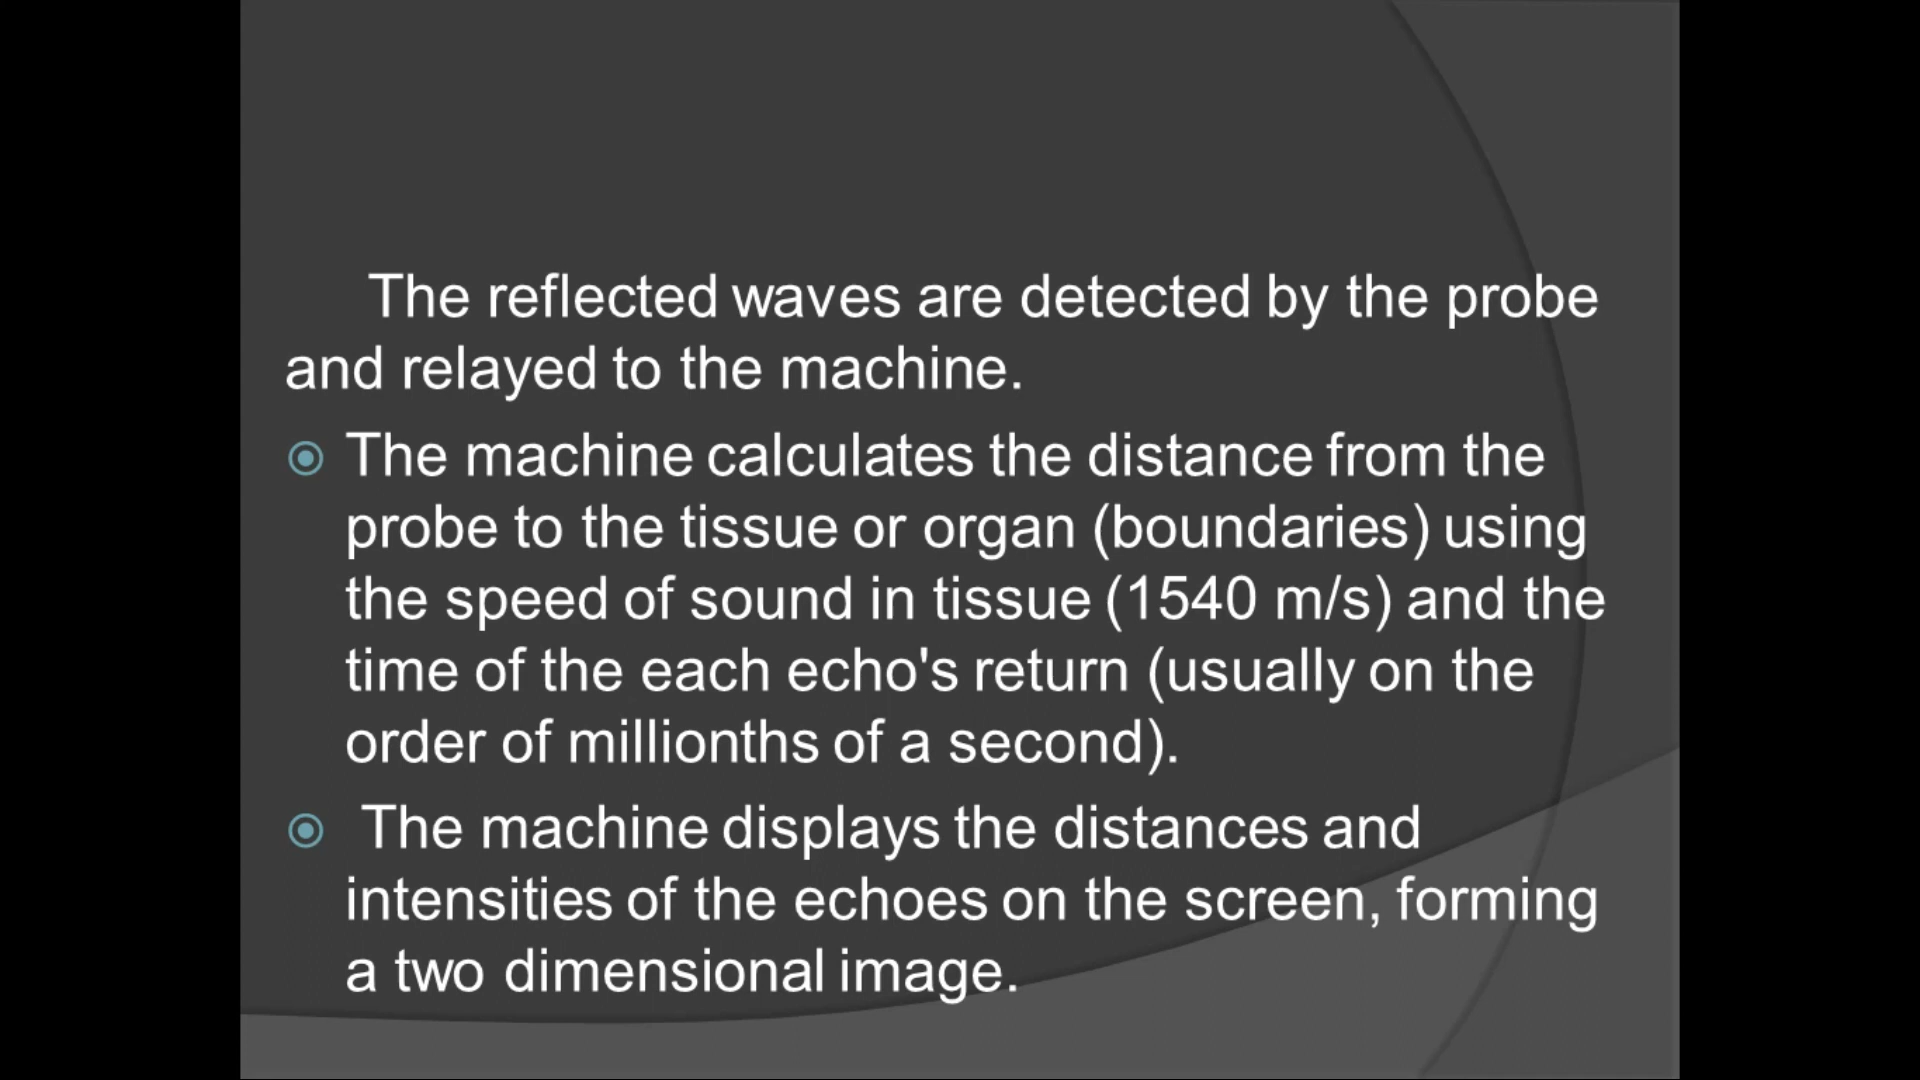 The reflected waves are detected by the probe
and relayed to the machine.
The machine calculates the distance from the
probe to the tissue or organ (boundaries) using
the speed of sound in tissue (1540 m/s) and the
time of the each echo's return (usually on the
order of millionths of a second).
The machine displays the distances and
intensities of the echoes on the screen, forming
a two dimensional image.